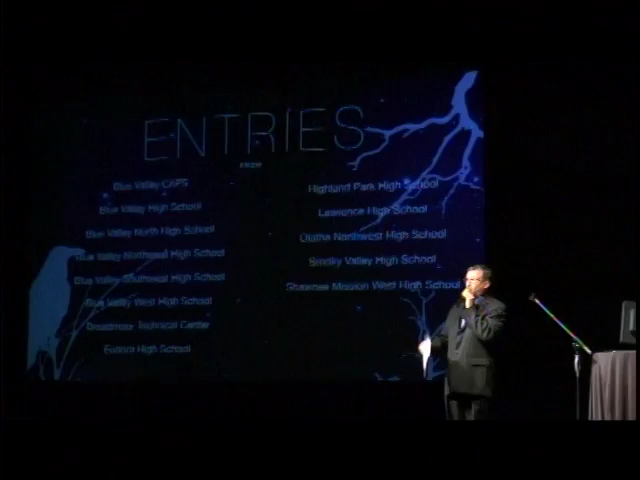 ENTRIES
FROM
Blue Valley CAPS
Blue Valley High School
Blue Valley North High School
Blue Valley Northwest High School
Blue Valley Southwest High School
Blue Valley West High School
Broadmoor Technical Center
Eudora High School
Highland Park High School
Lawrence High School
Olathe Northwest High School
Smoky Valley High School
Shawnee Mission West High School